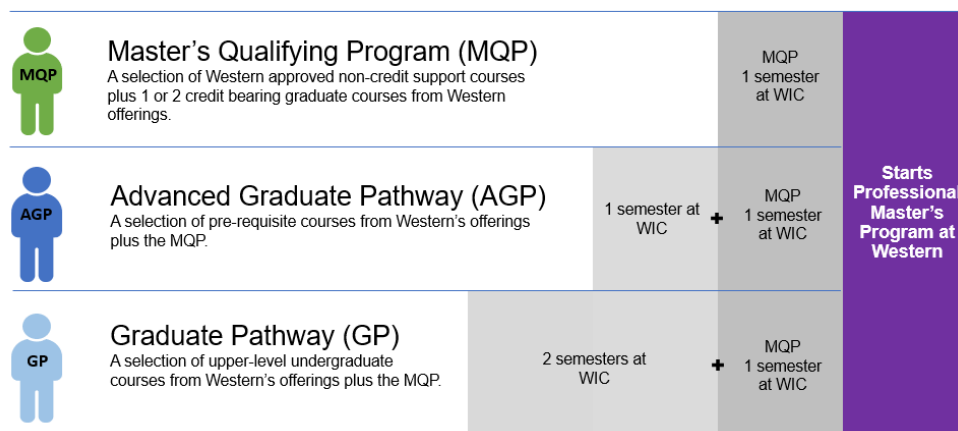 MQP
Master's Qualifying Program (MQP)
A selection of Western approved non-credit support courses
plus 1 or 2 credit bearing graduate courses from Western
offerings.
MQP
1 semester
at WIC
AGP
Advanced Graduate Pathway (AGP)
A selection of pre-requisite courses from Western's offerings
plus the MQP.
1 semester at
WIC
+
MQP
1 semester
at WIC
GP
Graduate Pathway (GP)
A selection of upper-level undergraduate
courses from Western's offerings plus the MQP.
2 semesters at
WIC
+
MQP
1 semester
at WIC
Starts
Professional
Master's
Program at
Western